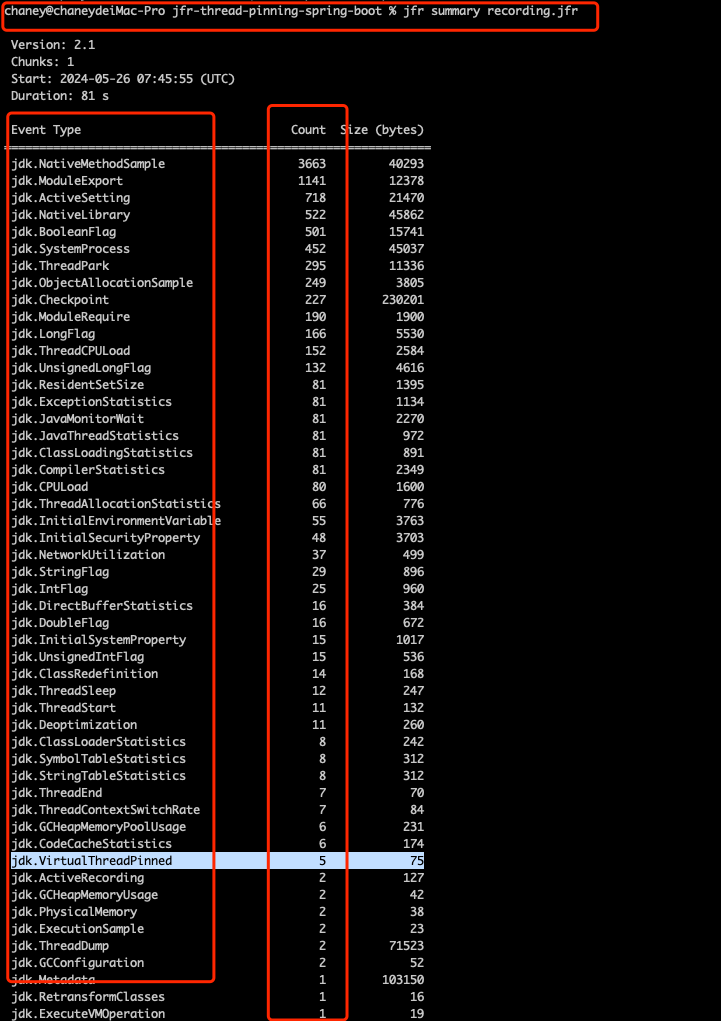 chaney@chaneydeiMac-Pro jfr-thread-pinning-spring-boot % jfr summary recording.jfr
Version: 2.1
Chunks: 1
Start: 2024-05-26 07:45:55 (UTC)
Duration: 81 s
Event Type Count Size (bytes)
jdk.NativeMethodSample 3663 40293
jdk.ModuleExport 1141 12378
jdk.ActiveSetting 718 21470
jdk.NativeLibrary 522 45862
jdk.BooleanFlag 501 15741
jdk.SystemProcess 452 45037
jdk.ThreadPark 295 11336
jdk.ObjectAllocationSample 249 3805
jdk.Checkpoint 227 230201
jdk.ModuleRequire 190 1900
jdk.LongFlag 166 5530
jdk.ThreadCPULoad 152 2584
jdk.UnsignedLongFlag 132 4616
jdk.ResidentSetSize 81 1395
jdk.ExceptionStatistics 81 1134
jdk.JavaMonitorWait 81 2270
jdk.JavaThreadStatistics 81 972
jdk.ClassLoadingStatistics 81 891
jdk.CompilerStatistics 81 2349
jdk.CPULoad 80 1600
jdk.ThreadAllocationStatistics 66 776
jdk.InitialEnvironmentVariable 55 3763
jdk.InitialSecurityProperty 48 3703
jdk.NetworkUtilization 37 499
jdk.StringFlag 29 896
jdk.IntFlag 25 960
jdk.DirectBufferStatistics 16 384
jdk.DoubleFlag 16 672
jdk.InitialSystemProperty 15 1017
jdk.UnsignedIntFlag 15 536
jdk.ClassRedefinition 14 168
jdk.ThreadSleep 12 247
jdk.ThreadStart 11 132
jdk.Deoptimization 11 260
jdk.ClassLoaderStatistics 8 242
jdk.SymbolTableStatistics 8 312
jdk.StringTableStatistics 8 312
jdk.ThreadEnd 7 70
jdk.ThreadContextSwitchRate 7 84
jdk.GCHeapMemoryPoolUsage 6 231
jdk.CodeCacheStatistics 6 174
jdk.VirtualThreadPinned 5 75
jdk.ActiveRecording 2 127
jdk.GCHeapMemoryUsage 2 42
jdk.PhysicalMemory 2 38
jdk.ExecutionSample 2 23
jdk.ThreadDump 2 71523
jdk.GCConfiguration 2 52
jdk.Metadata 1 103150
jdk.RetransformClasses 1 16
jdk.ExecuteVMOperation 1 19